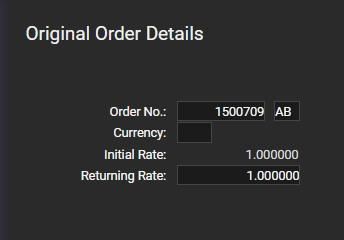 Original Order Details
Order No.: 1500709 AB
Currency:
Initial Rate: 1.000000
Returning Rate: 1.000000